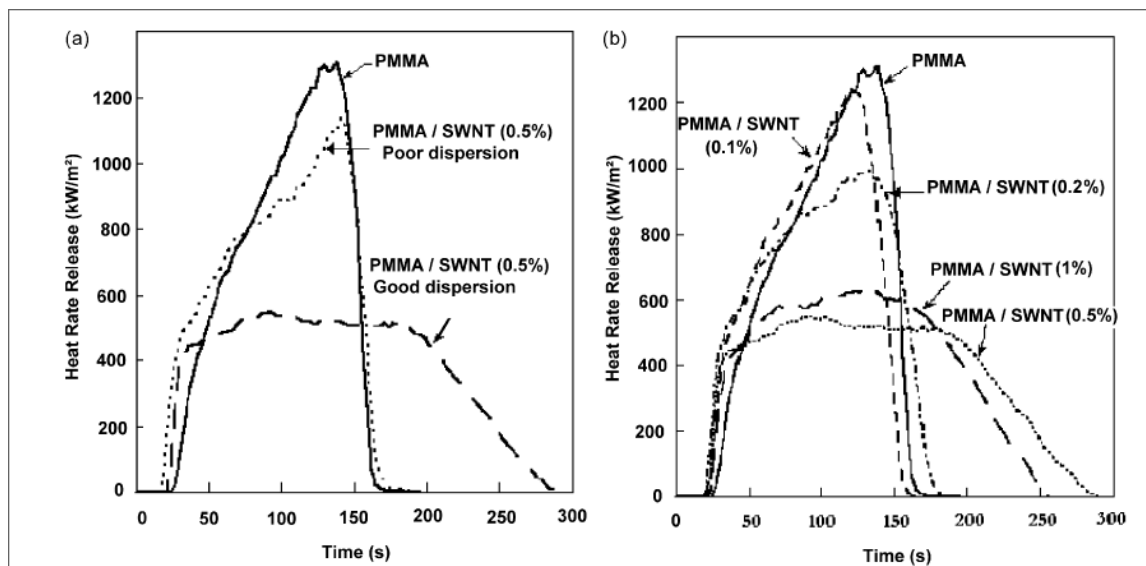 (a)
PMMA
PMMA / SWNT (0.5%)
Poor dispersion
PMMA / SWNT (0.5%)
Good dispersion
Heat Rate Release (kW/m²)
1200
1000
800
600
400
200
0
0 50 100 150 200 250 300
Time (s)
(b)
PMMA
PMMA / SWNT
(0.1%)
PMMA / SWNT (0.2%)
PMMA / SWNT (1%)
PMMA / SWNT (0.5%)
Heat Rate Release (kW/m²)
1200
1000
800
600
400
200
0
0 50 100 150 200 250 300
Time (s)